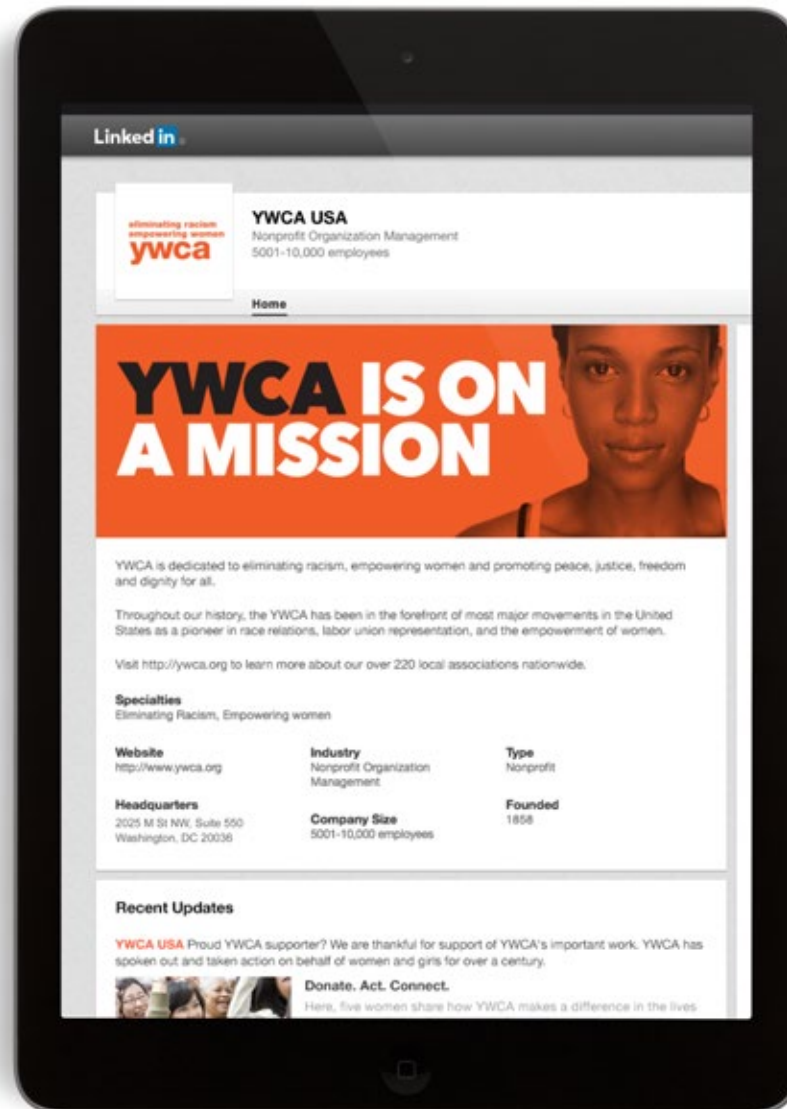 Linked in
eliminating racism
empowering women
ywca
YWCA USA
Nonprofit Organization Management
5001-10,000 employees
Home
YWCA IS ON
A MISSION
YWCA is dedicated to eliminating racism, empowering women and promoting peace, justice, freedom
and dignity for all.
Throughout our history, the YWCA has been in the forefront of most major movements in the United
States as a pioneer in race relations, labor union representation, and the empowerment of women.
Visit http://ywca.org to learn more about our over 220 local associations nationwide.
Specialties
Eliminating Racism, Empowering women
Website
http://www.ywca.org
Industry
Nonprofit Organization
Management
Type
Nonprofit
Headquarters
2025 M St NW, Suite 550
Washington, DC 20036
Company Size
5001-10,000 employees
Founded
1858
Recent Updates
YWCA USA Proud YWCA supporter? We are thankful for support of YWCA's important work. YWCA has
spoken out and taken action on behalf of women and girls for over a century.
Donate. Act. Connect.
Here, five women share how YWCA makes a difference in the lives